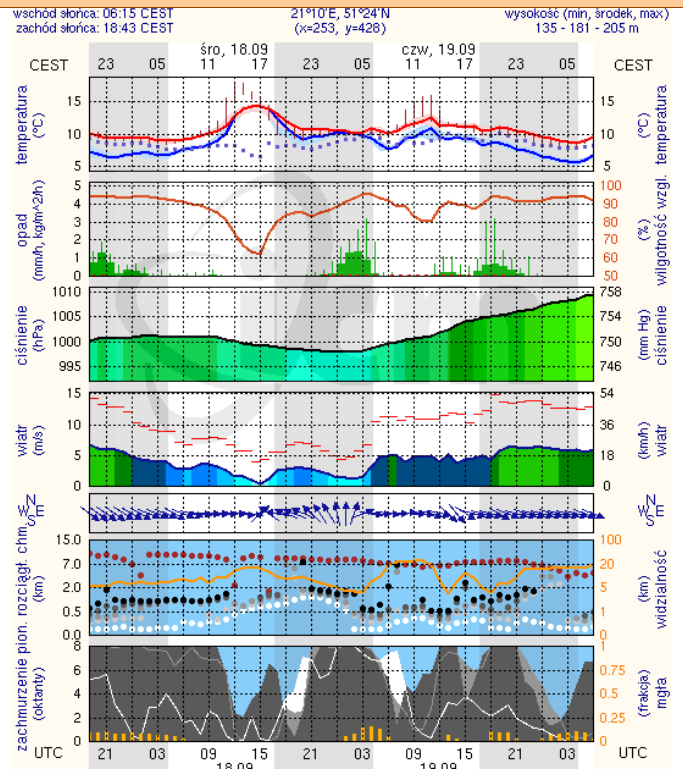 wschód słońca: 06:15 CEST 21°10'E, 51°24'N wysokość (min, środek, max)
zachód słońca: 18:43 CEST (x=253, y=428) 135 - 181 - 205 m
śro, 18.09 czw, 19.09
CEST 23 05 11 17 23 05 11 17 23 05 CEST
temperatura (°C) 15 10 5 15 10 5 (°C) temperatura
opad (mm/h, kg/m^2/h) 5 4 3 2 1 0 100 90 80 70 60 50 (%) wilgotność wzgl.
ciśnienie (hPa) 1010 1005 1000 995 758 754 750 746 (mm Hg) ciśnienie
wiatr (m/s) 15 10 5 0 54 36 18 0 (km/h) wiatr
N W E S N W E S
pion. rozciągł. chm. (km) 15.0 7.0 2.0 0.5 0.0 100 20 5 1 0 (km) widzialność
zachmurzenie (oktanty) 8 6 4 2 0 1 0.75 0.5 0.25 0 (frakcja) mgła
UTC 21 03 09 15 21 03 09 15 21 03 UTC
18.09 19.09